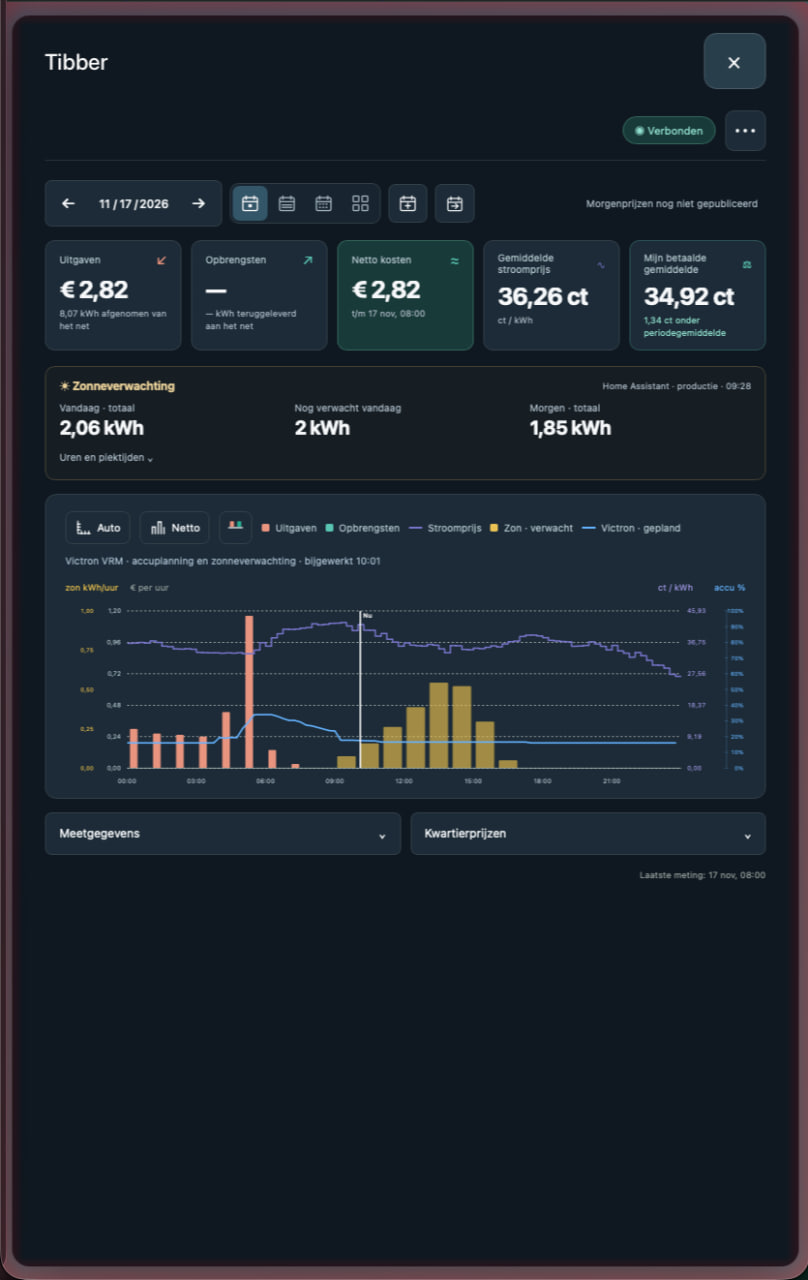 Tibber
Verbonden
11/17/2026
Morgenprijzen nog niet gepubliceerd
Uitgaven
€ 2,82
8,07 kWh afgenomen van
het net
Opbrengsten
—
— kWh teruggeleverd
aan het net
Netto kosten
€ 2,82
t/m 17 nov, 08:00
Gemiddelde
stroomprijs
36,26 ct
ct / kWh
Mijn betaalde
gemiddelde
34,92 ct
1,34 ct onder
periodegemiddelde
Zonneverwachting
Home Assistant · productie · 09:28
Vandaag · totaal
2,06 kWh
Nog verwacht vandaag
2 kWh
Morgen · totaal
1,85 kWh
Uren en piektijden
Auto
Netto
Uitgaven
Opbrengsten
Stroomprijs
Zon · verwacht
Victron · gepland
Victron VRM · accuplanning en zonneverwachting · bijgewerkt 10:01
zon kWh/uur € per uur ct / kWh accu %
Nu
1,00 1,20 45,93 100%
90%
0,96 36,75 80%
0,75 70%
0,72 27,56 60%
0,50 50%
0,48 18,37 40%
30%
0,25 0,24 9,19 20%
10%
0,00 0,00 0,00 0%
00:00 03:00 06:00 09:00 12:00 15:00 18:00 21:00
Meetgegevens
Kwartierprijzen
Laatste meting: 17 nov, 08:00